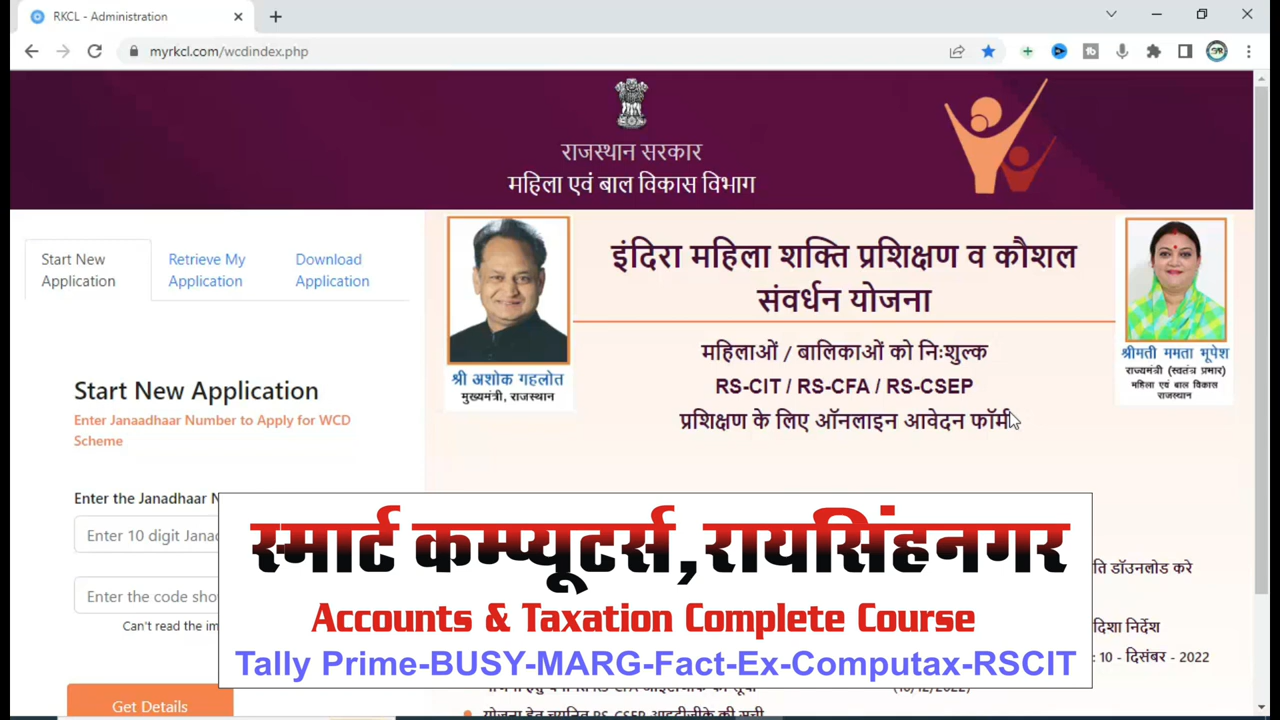 RKCL - Administration
myrkcl.com/wcdindex.php
राजस्थान सरकार
महिला एवं बाल विकास विभाग
Start New
Application
Retrieve My
Application
Download
Application
इंदिरा महिला शक्ति प्रशिक्षण व कौशल
संवर्धन योजना
महिलाओं / बालिकाओं को निःशुल्क
RS-CIT / RS-CFA / RS-CSEP
प्रशिक्षण के लिए ऑनलाइन आवेदन फॉर्म
श्री अशोक गहलोत
मुख्यमंत्री, राजस्थान
श्रीमती ममता भूपेश
राज्यमंत्री (स्वतंत्र प्रभार)
महिला एवं बाल विकास
राजस्थान
Start New Application
Enter Janaadhaar Number to Apply for WCD
Scheme
Enter the Janadhaar N
Enter 10 digit Janac
Enter the code sho
Can't read the im
Get Details
स्मार्ट कम्प्यूटर्स,रायसिंहनगर
Accounts & Taxation Complete Course
Tally Prime-BUSY-MARG-Fact-Ex-Computax-RSCIT
ति डॉउनलोड करे
दिशा निर्देश
: 10 - दिसंबर - 2022